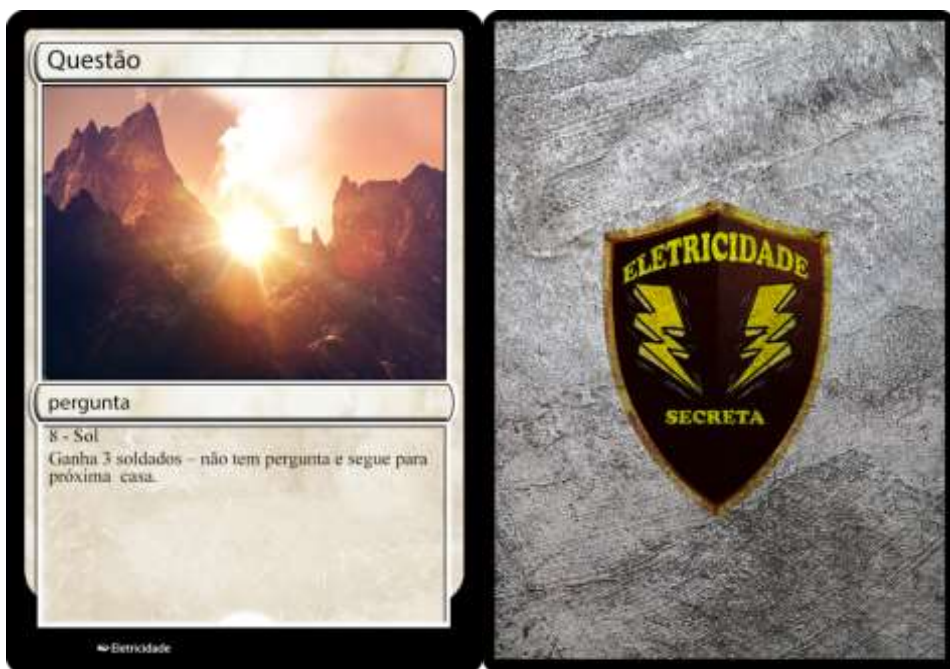 Questão
pergunta
8 - Sol
Ganha 3 soldados – não tem pergunta e segue para
próxima casa.
Eletricidade
ELETRICIDADE
SECRETA